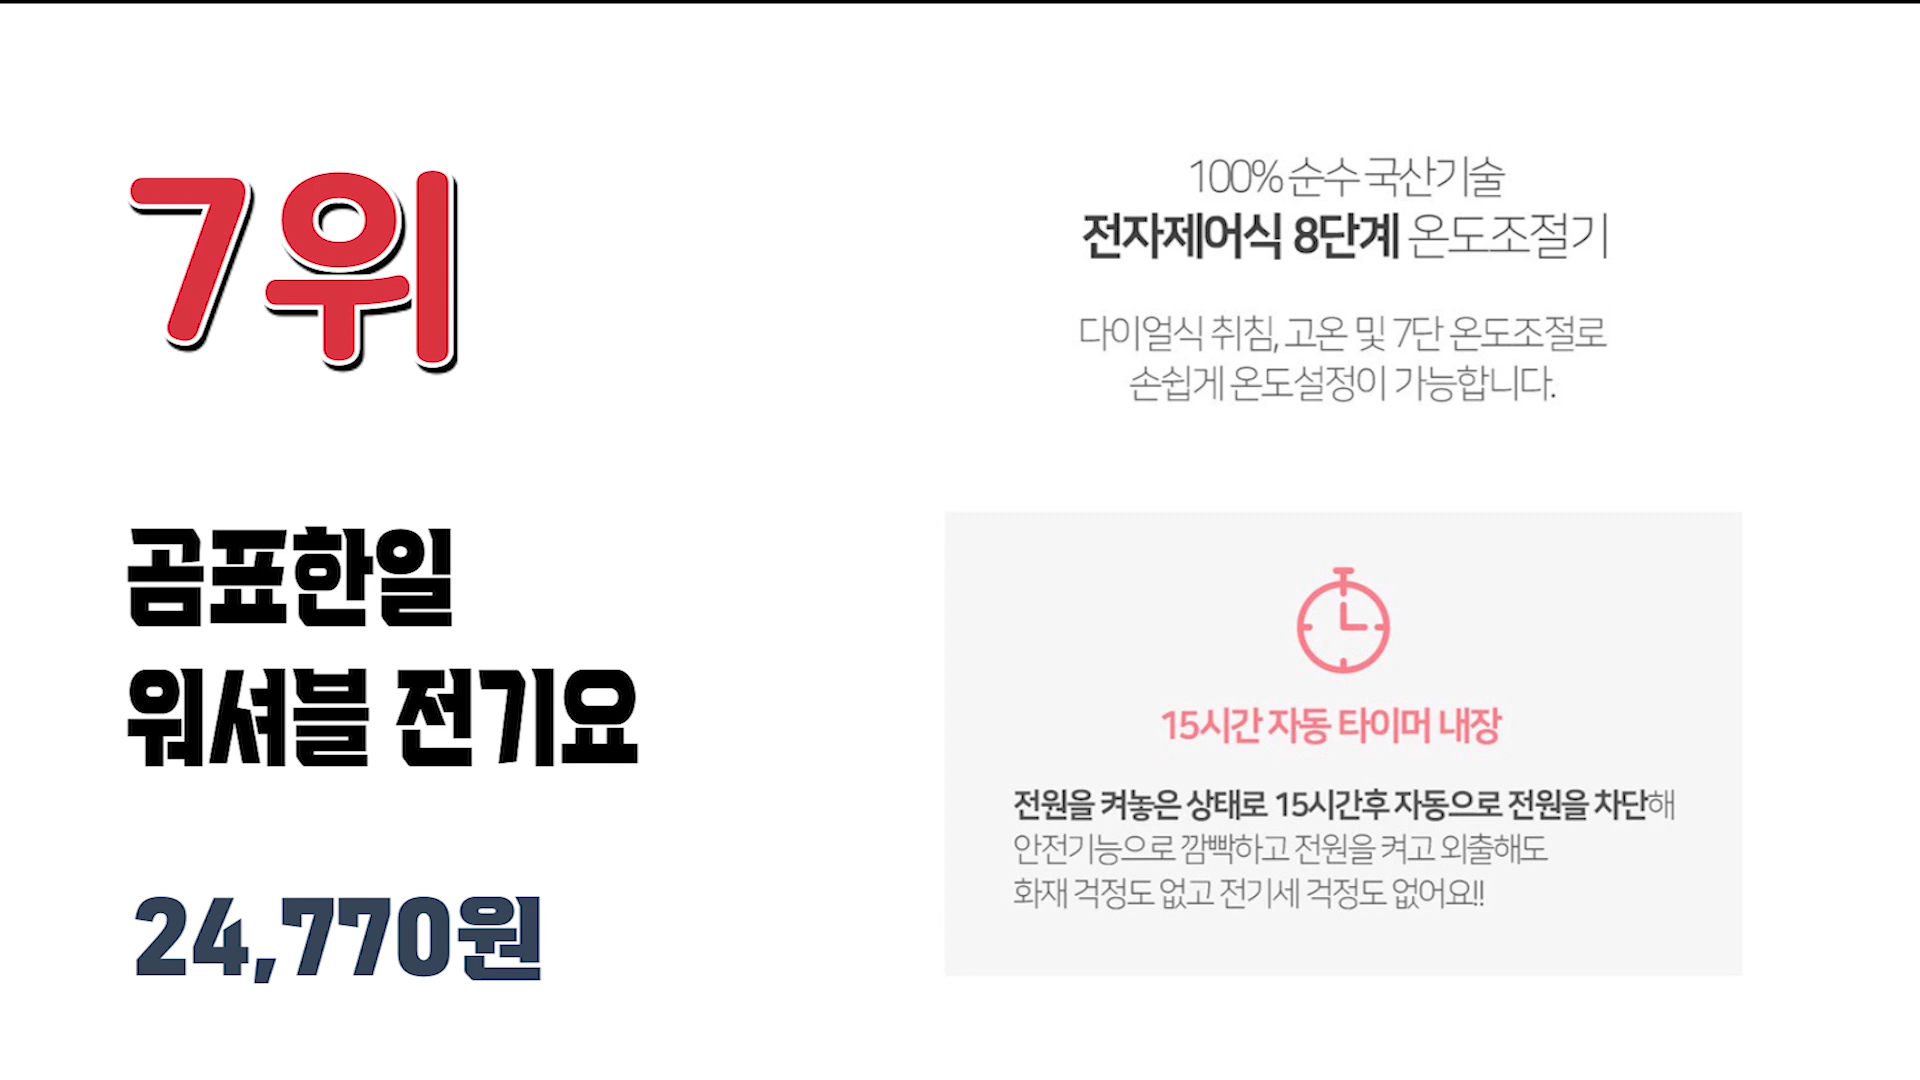 7위
곰표한일
워셔블 전기요
24,770원
100% 순수 국산기술
전자제어식 8단계 온도조절기
다이얼식 취침, 고온 및 7단 온도조절로
손쉽게 온도설정이 가능합니다.
15시간 자동 타이머 내장
전원을 켜놓은 상태로 15시간후 자동으로 전원을 차단해
안전기능으로 깜빡하고 전원을 켜고 외출해도
화재 걱정도 없고 전기세 걱정도 없어요!!